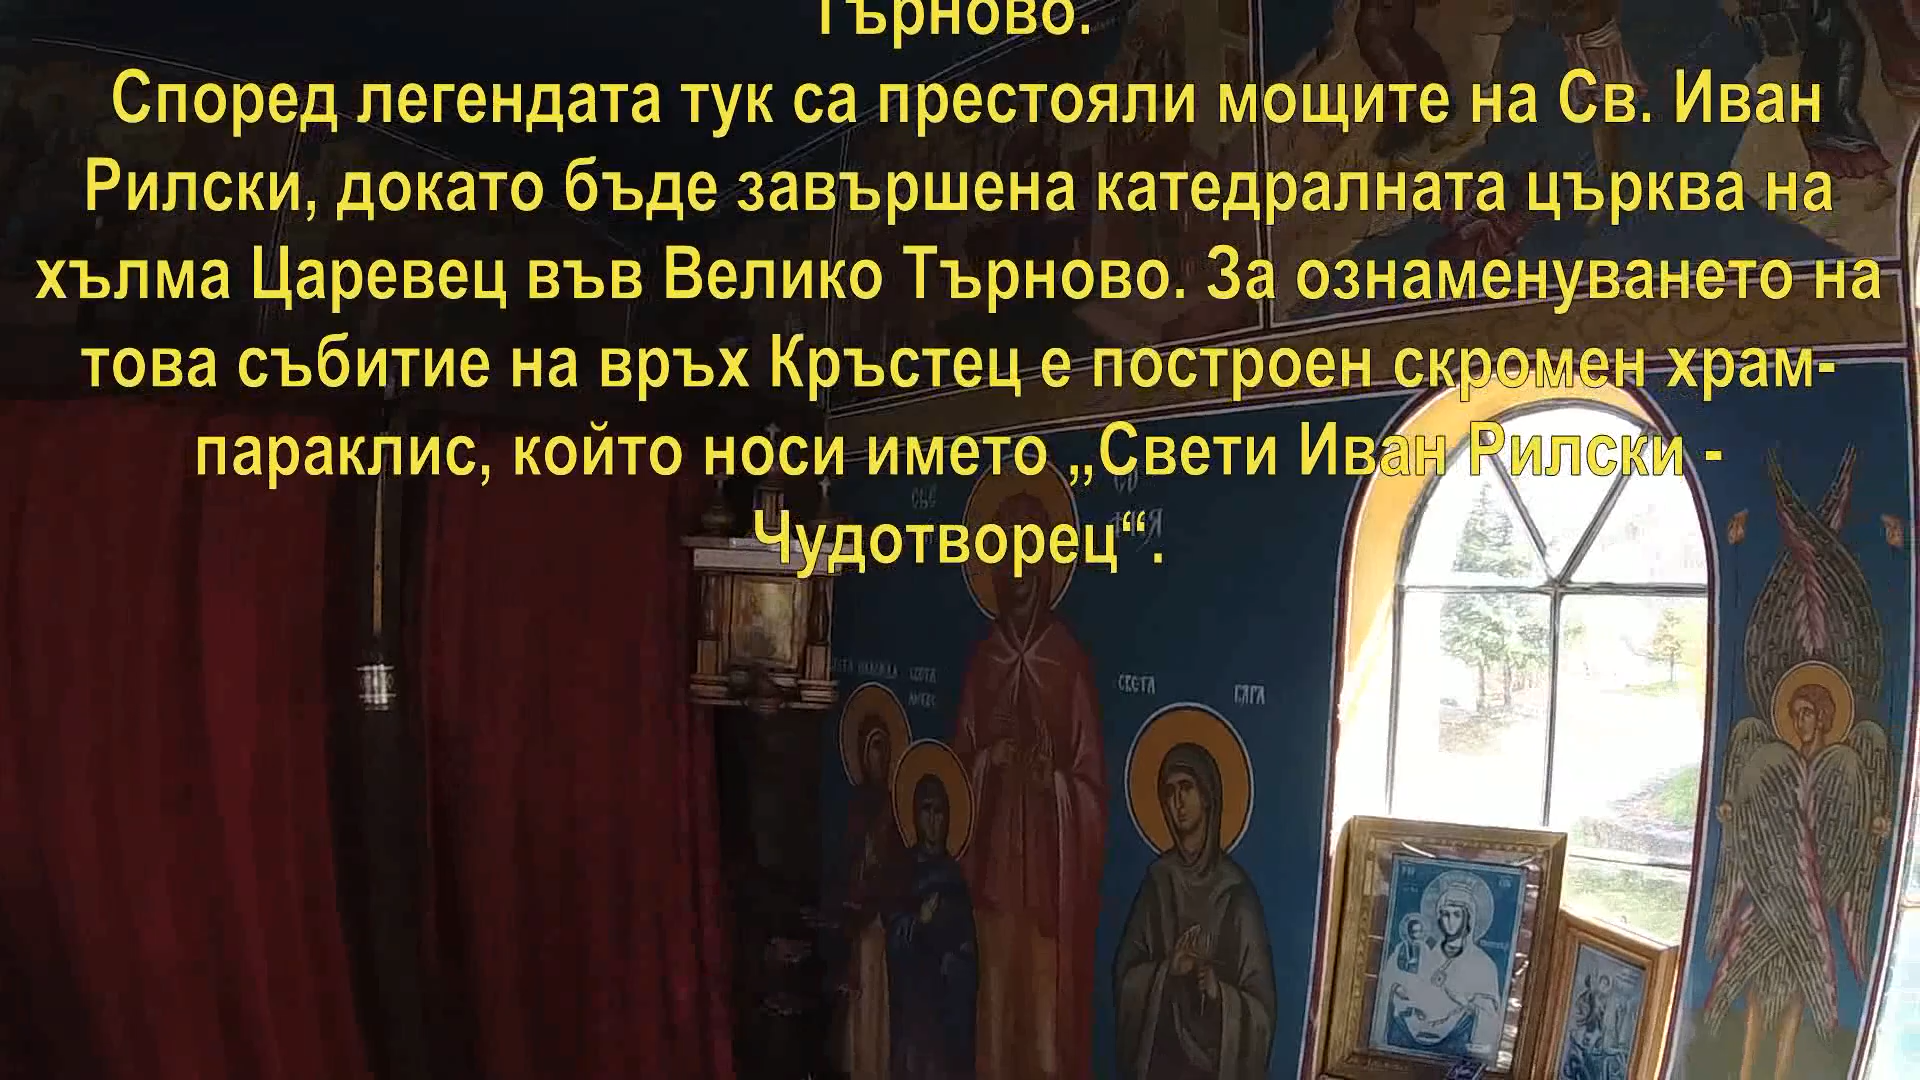 Търново.
Според легендата тук са престояли мощите на Св. Иван
Рилски, докато бъде завършена катедралната църква на
хълма Царевец във Велико Търново. За ознаменуването на
това събитие на връх Кръстец е построен скромен храм-
параклис, който носи името „Свети Иван Рилски -
Чудотворец“.
СВЕТА